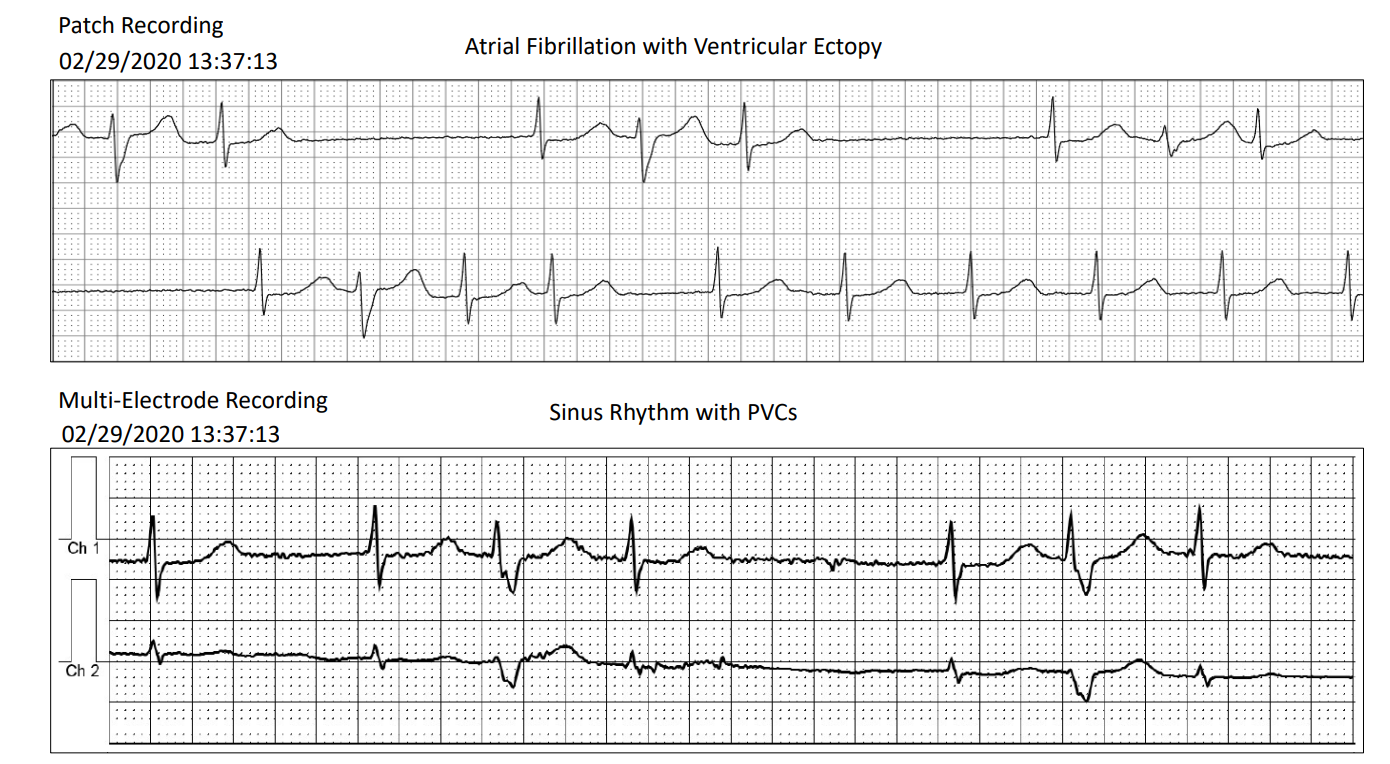 Patch Recording
02/29/2020 13:37:13
Atrial Fibrillation with Ventricular Ectopy
Multi-Electrode Recording
02/29/2020 13:37:13
Sinus Rhythm with PVCs
Ch 1
Ch 2